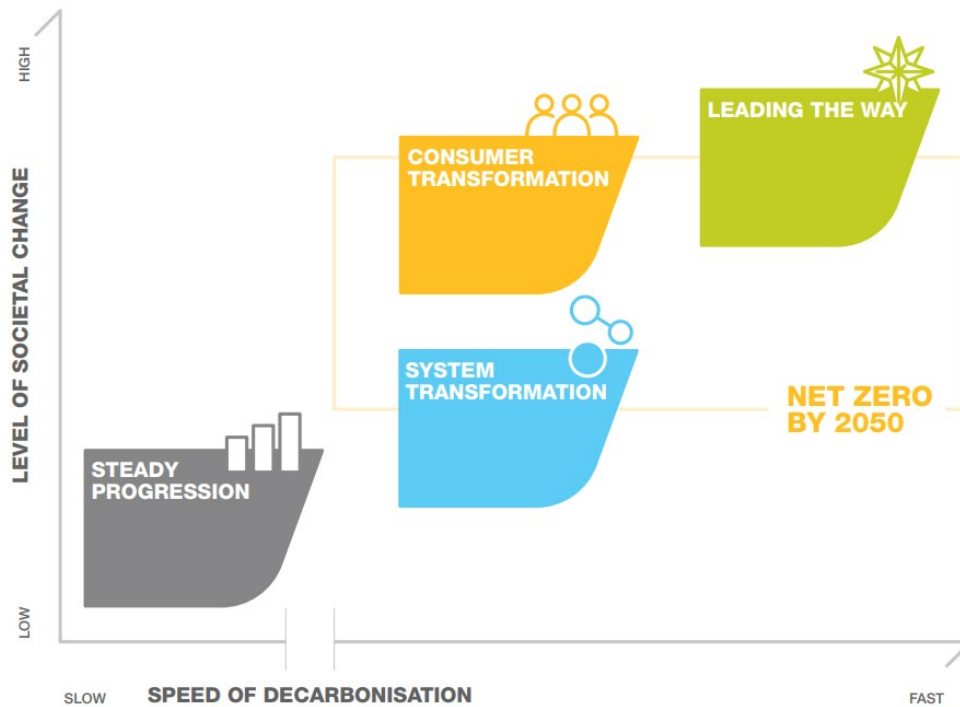 HIGH
LEVEL OF SOCIETAL CHANGE
LOW
LEADING THE WAY
CONSUMER
TRANSFORMATION
SYSTEM
TRANSFORMATION
NET ZERO
BY 2050
STEADY
PROGRESSION
SLOW
SPEED OF DECARBONISATION
FAST